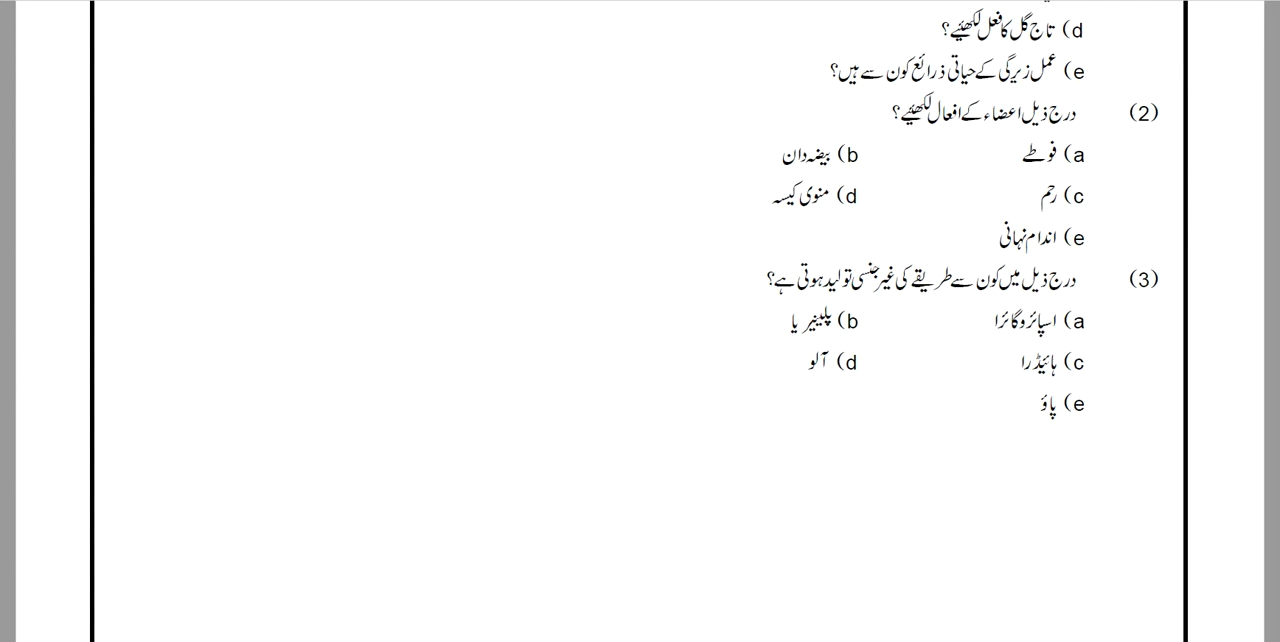 d) تاج گل کا فعل لکھئیے؟
e) عمل زیرگی کے حیاتی ذرائع کون سے ہیں؟
(2) درج ذیل اعضاء کے افعال لکھئیے؟
a) فوطے b) بیضہ دان
c) رحم d) منوی کیسہ
e) اندام نہانی
(3) درج ذیل میں کون سے طریقے کی غیر جنسی تولید ہوتی ہے؟
a) اسپائروگائرا b) پلینیریا
c) ہائیڈرا d) آلو
e) پاؤ